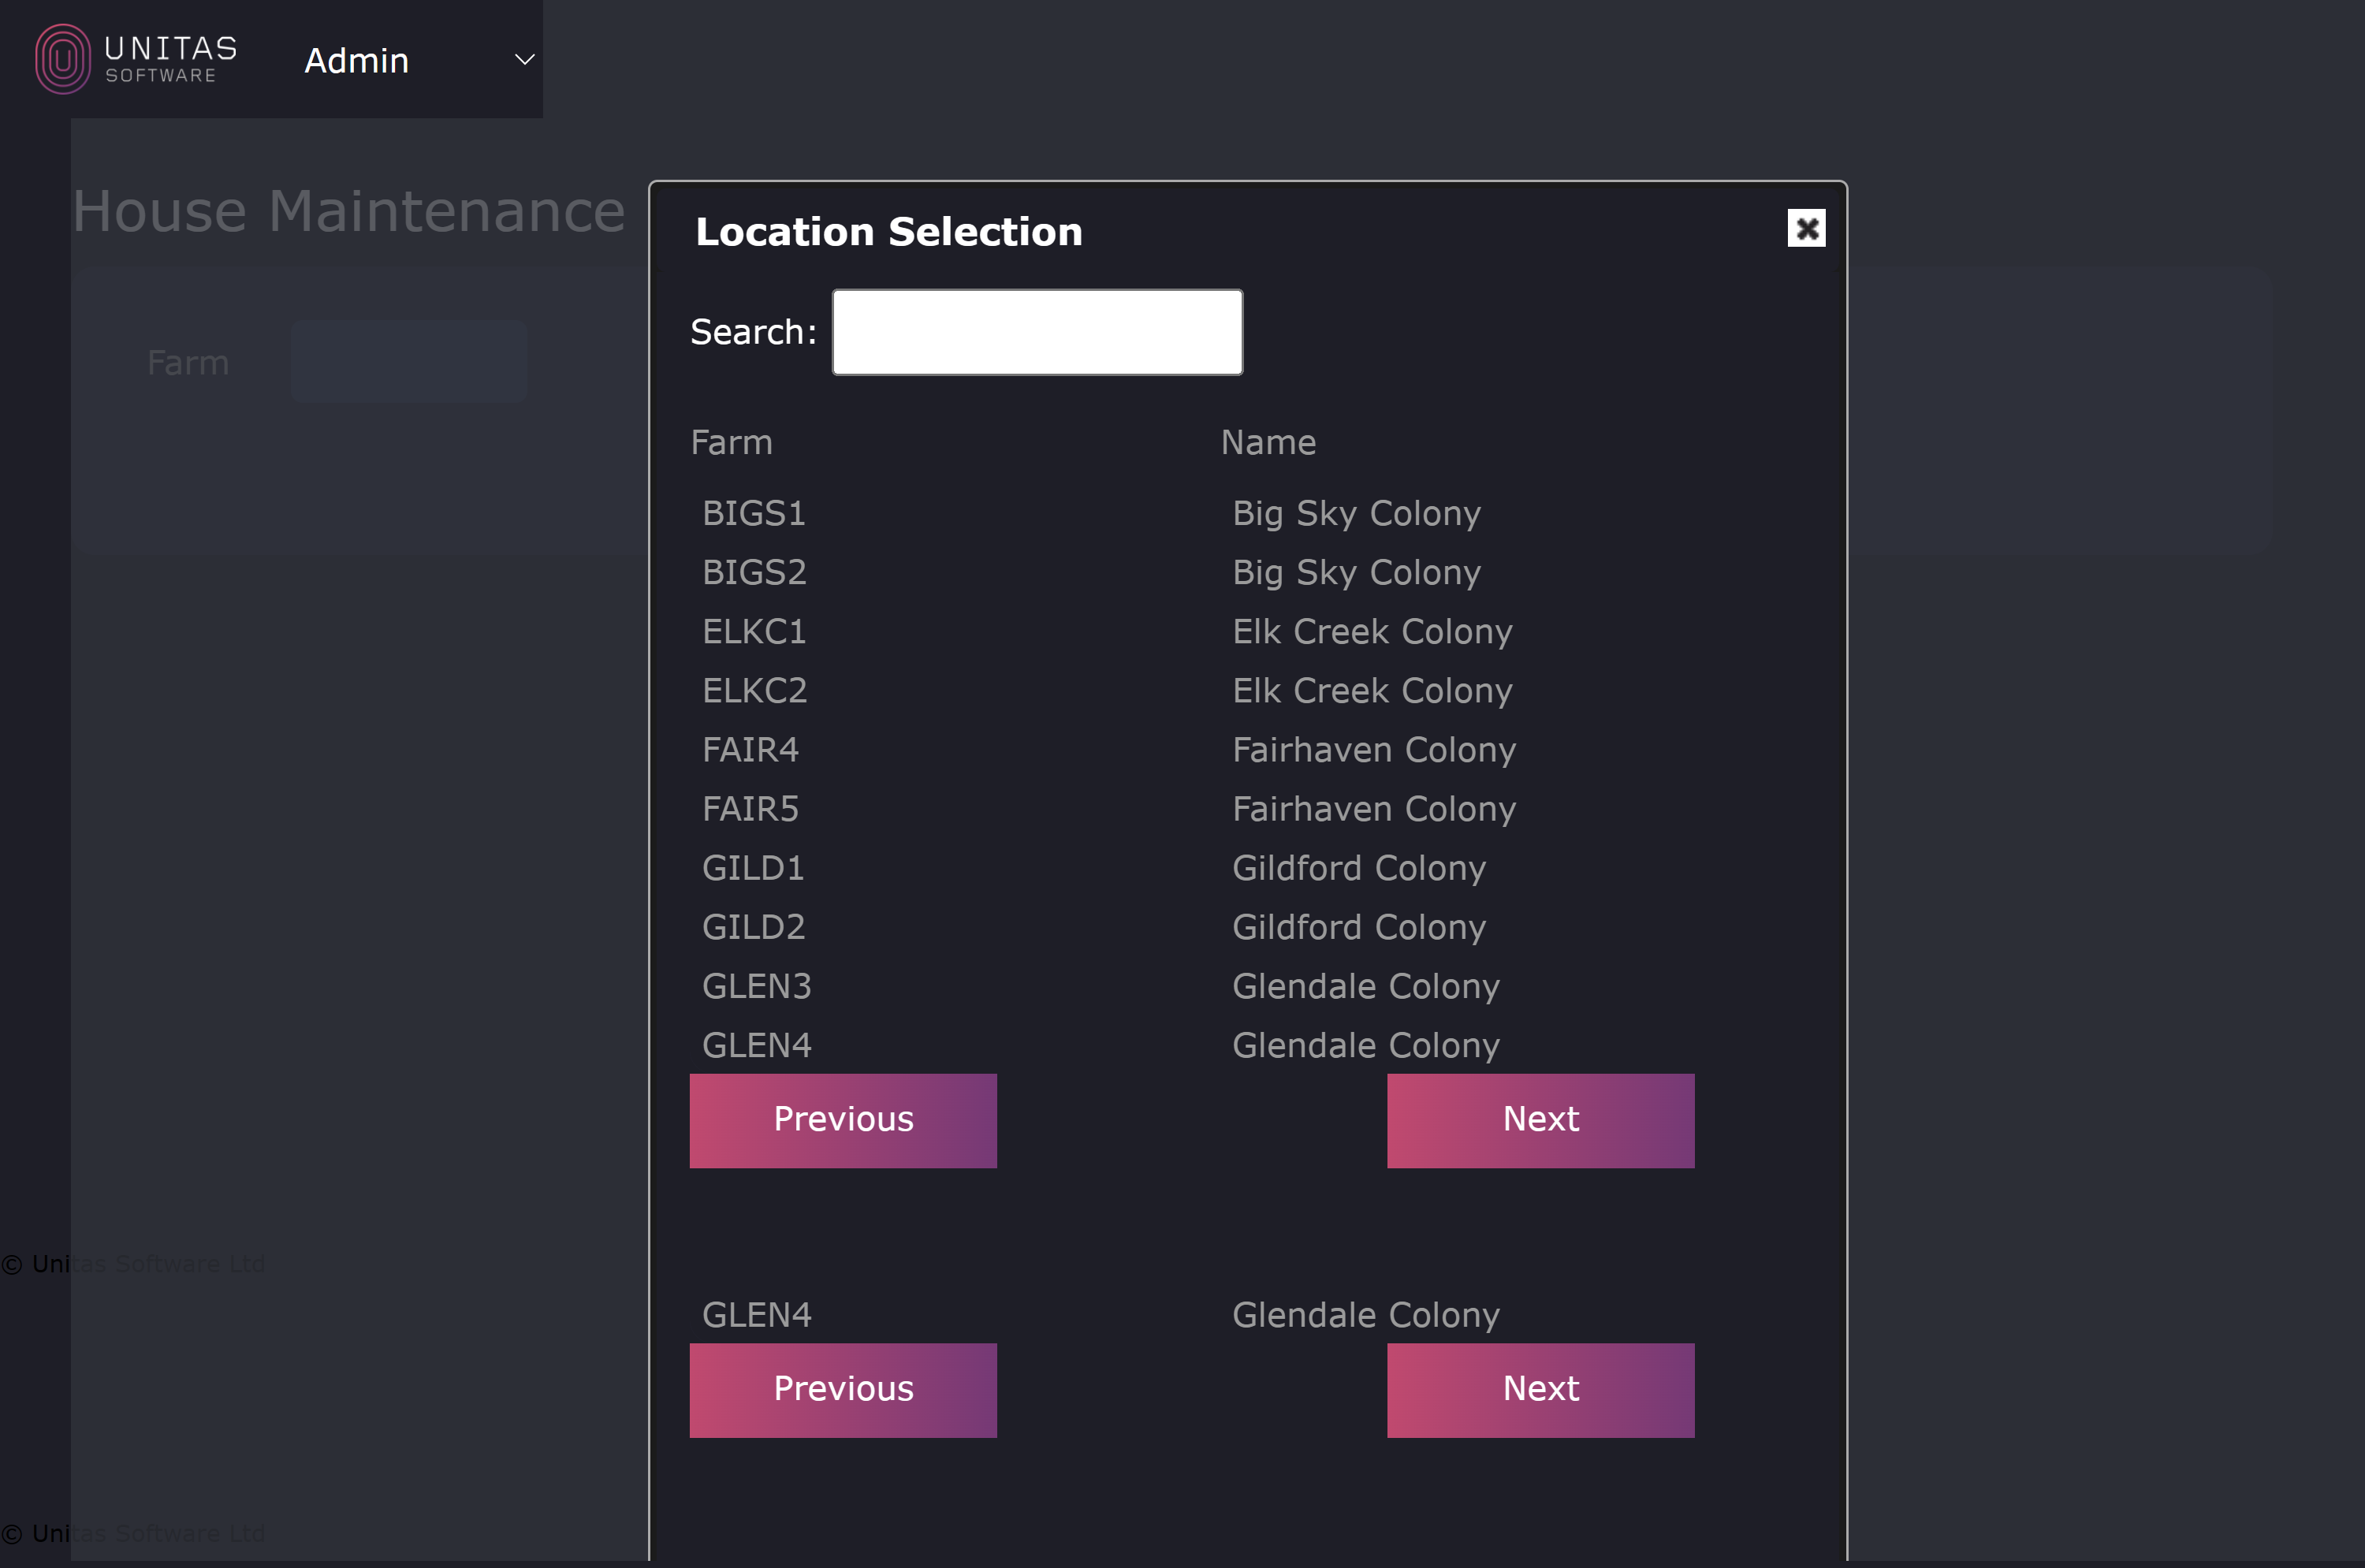 UNITAS
SOFTWARE
Admin
House Maintenance
Location Selection
Search:
Farm
Farm Name
BIGS1 Big Sky Colony
BIGS2 Big Sky Colony
ELKC1 Elk Creek Colony
ELKC2 Elk Creek Colony
FAIR4 Fairhaven Colony
FAIR5 Fairhaven Colony
GILD1 Gildford Colony
GILD2 Gildford Colony
GLEN3 Glendale Colony
GLEN4 Glendale Colony
Previous Next
© Unitas Software Ltd
GLEN4 Glendale Colony
Previous Next
© Unitas Software Ltd